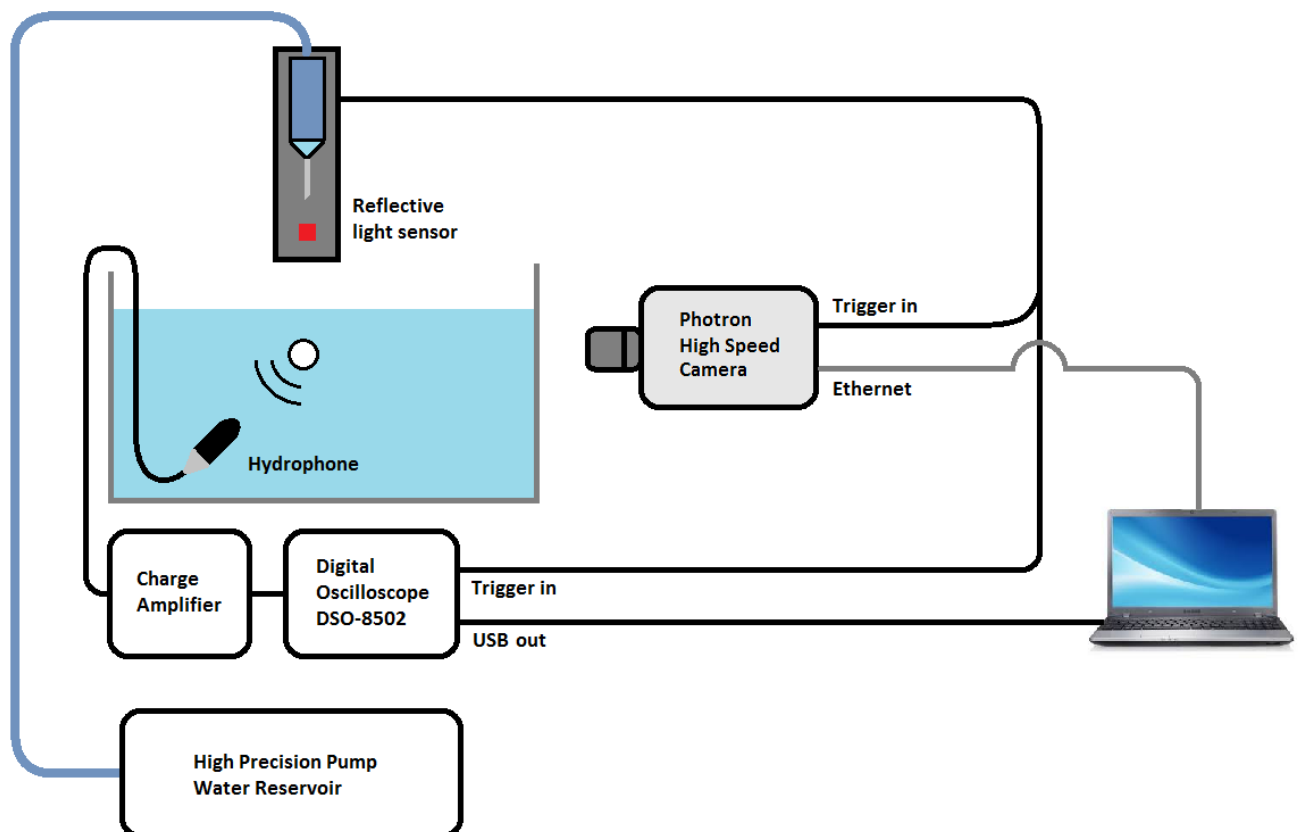 Reflective
light sensor
Photron
High Speed
Camera
Trigger in
Ethernet
Hydrophone
Charge
Amplifier
Digital
Oscilloscope
DSO-8502
Trigger in
USB out
High Precision Pump
Water Reservoir